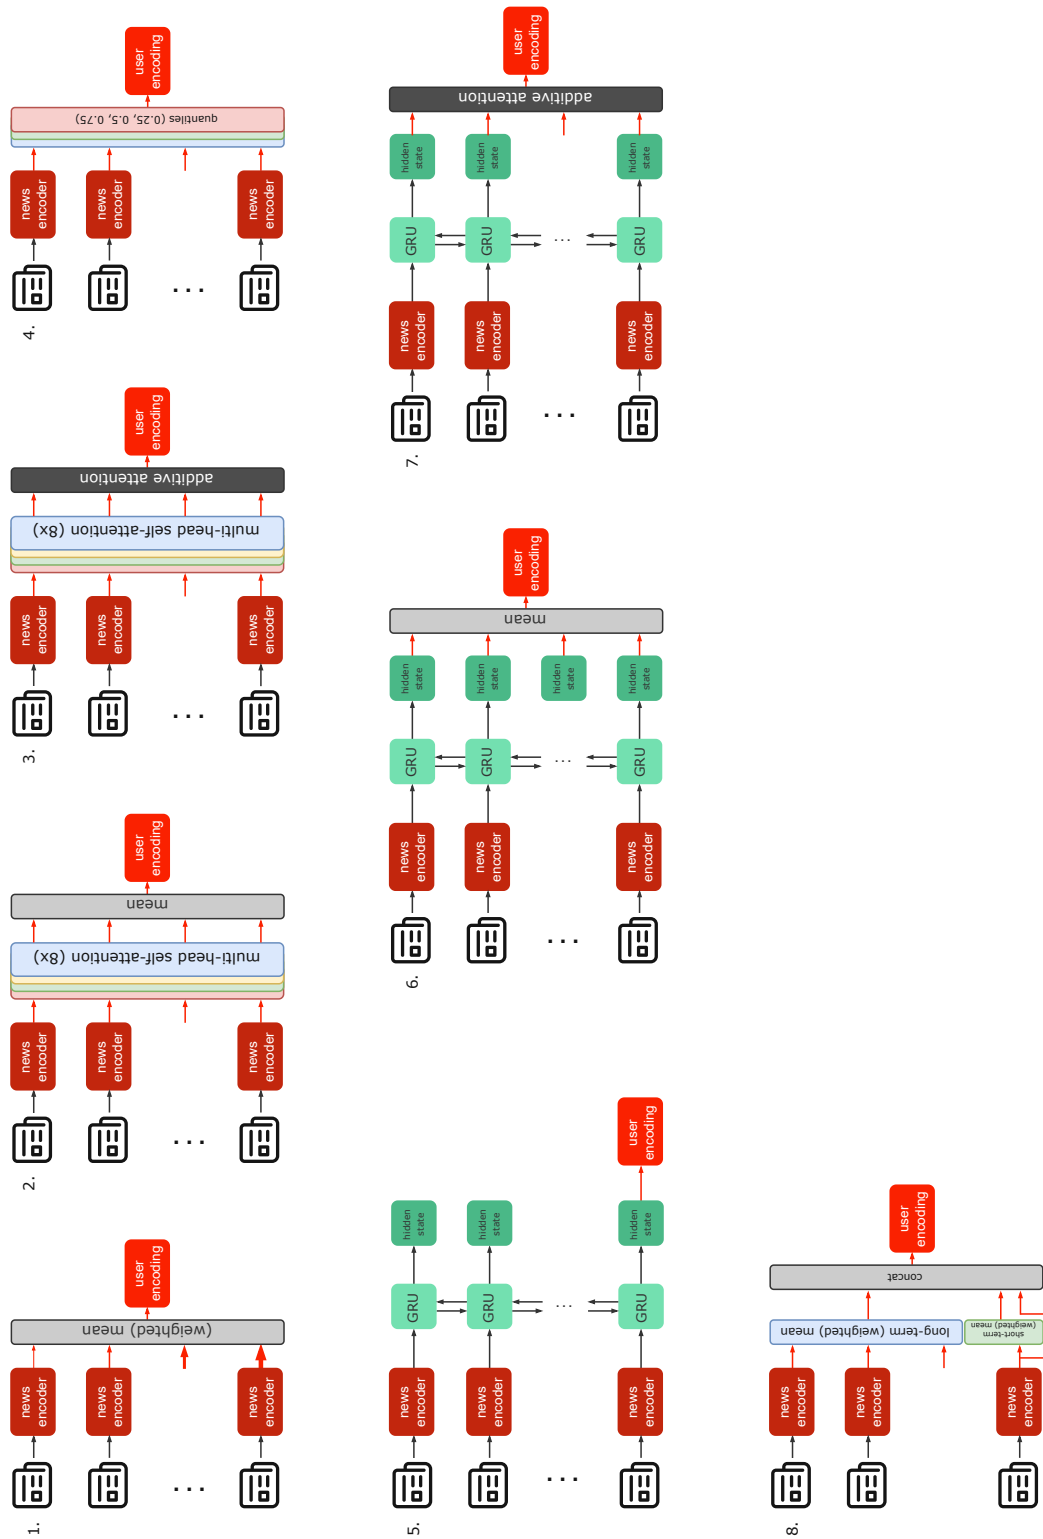 1.
news
encoder
news
encoder
...
news
encoder
(weighted) mean
user
encoding
2.
news
encoder
news
encoder
...
news
encoder
multi-head self-attention (8x)
mean
user
encoding
3.
news
encoder
news
encoder
...
news
encoder
multi-head self-attention (8x)
additive attention
user
encoding
4.
news
encoder
news
encoder
...
news
encoder
quantiles (0.25, 0.5, 0.75)
user
encoding
5.
news
encoder
news
encoder
...
news
encoder
GRU
GRU
...
GRU
hidden
state
hidden
state
hidden
state
user
encoding
6.
news
encoder
news
encoder
...
news
encoder
GRU
GRU
...
GRU
hidden
state
hidden
state
hidden
state
hidden
state
mean
user
encoding
7.
news
encoder
news
encoder
...
news
encoder
GRU
GRU
...
GRU
hidden
state
hidden
state
hidden
state
additive attention
user
encoding
8.
news
encoder
news
encoder
news
encoder
long-term (weighted) mean
short-term
(weighted) mean
concat
user
encoding